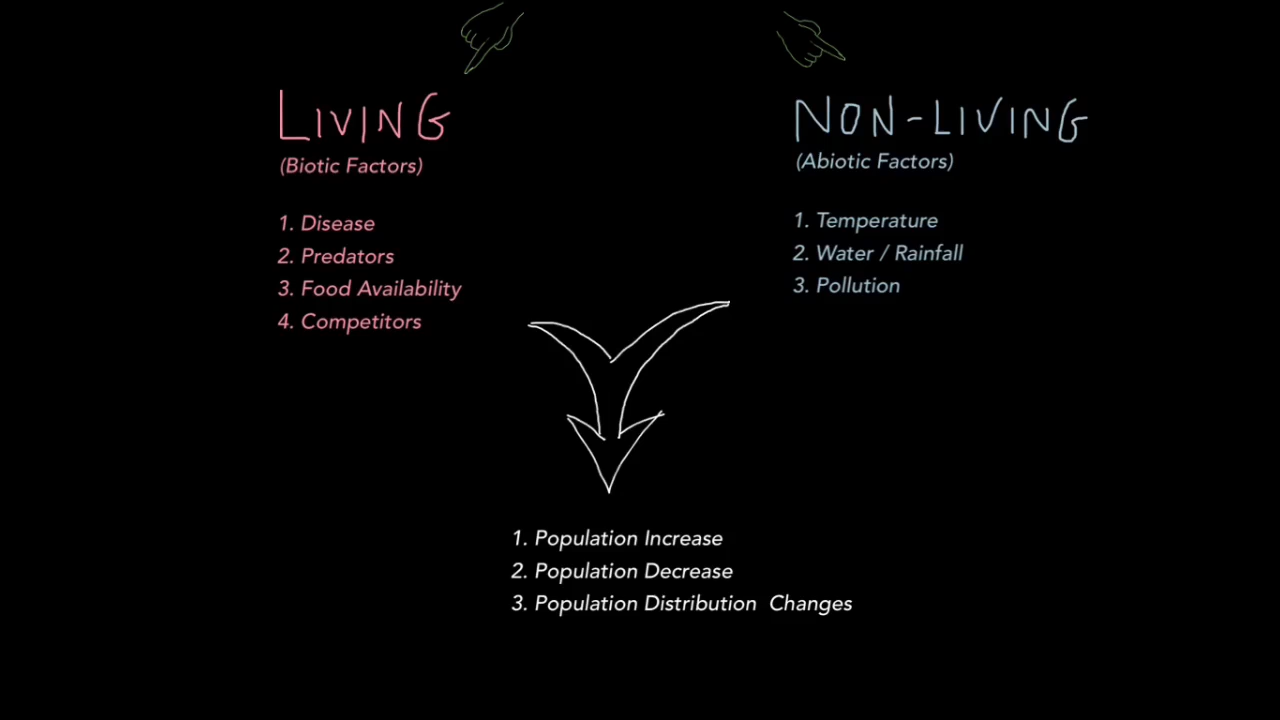 LIVING
(Biotic Factors)
1. Disease
2. Predators
3. Food Availability
4. Competitors
NON-LIVING
(Abiotic Factors)
1. Temperature
2. Water / Rainfall
3. Pollution
1. Population Increase
2. Population Decrease
3. Population Distribution Changes